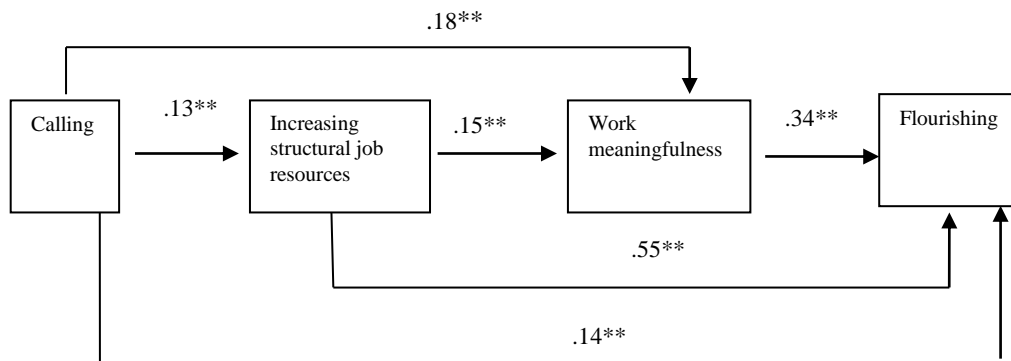 .18**
.13**
.15**
.34**
Calling
Increasing
structural job
resources
Work
meaningfulness
Flourishing
.55**
.14**